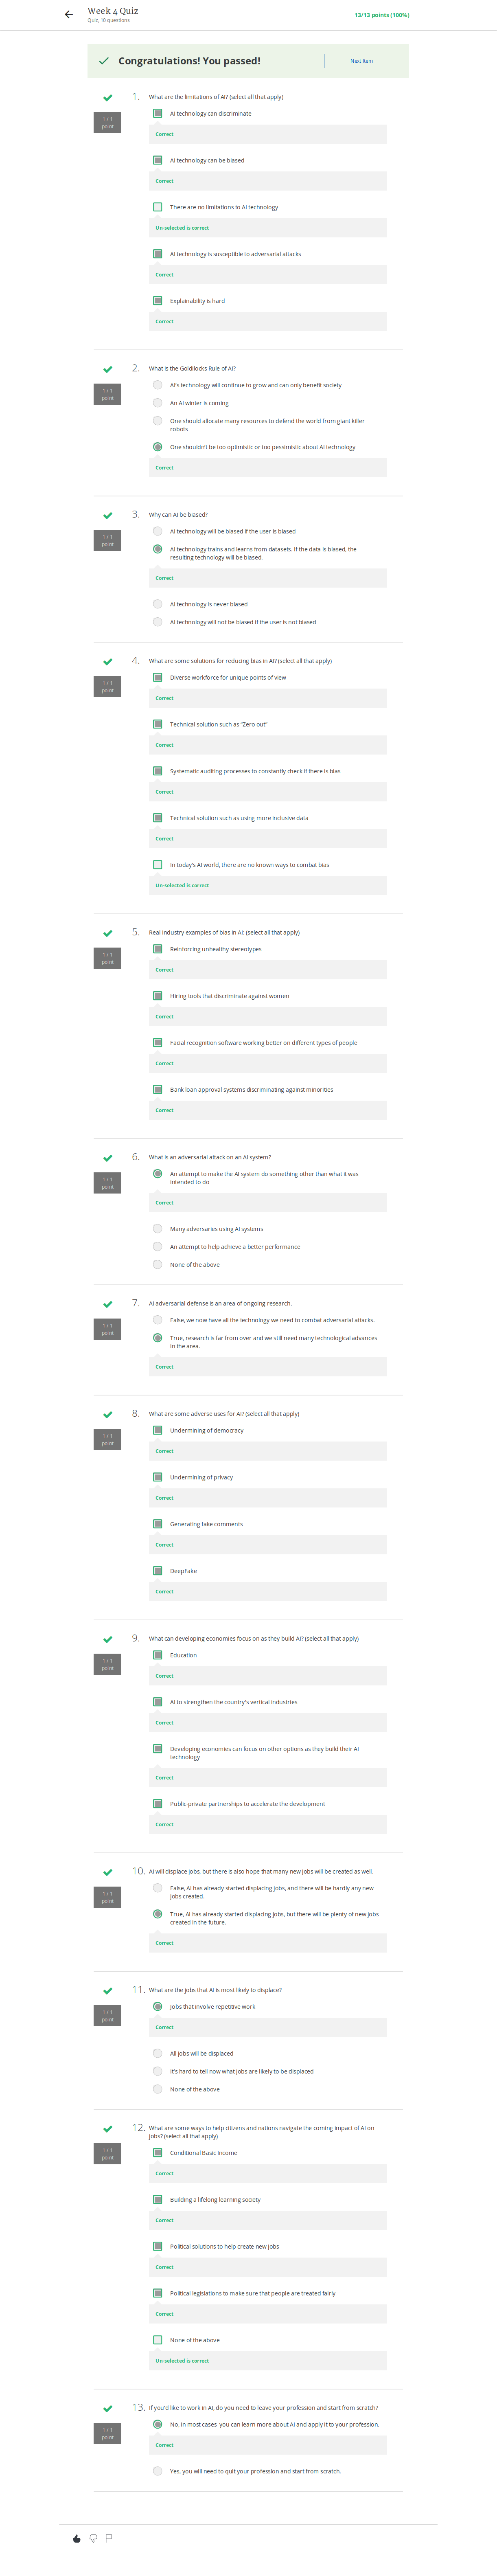 Week 4 Quiz
Quiz, 10 questions
13/13 points (100%)
Congratulations! You passed!
Next Item
1 / 1
point
1.
What are the limitations of AI? (select all that apply)
AI technology can discriminate
Correct
AI technology can be biased
Correct
There are no limitations to AI technology
Un-selected is correct
AI technology is susceptible to adversarial attacks
Correct
Explainability is hard
Correct
1 / 1
point
2.
What is the Goldilocks Rule of AI?
AI's technology will continue to grow and can only benefit society
An AI winter is coming
One should allocate many resources to defend the world from giant killer
robots
One shouldn't be too optimistic or too pessimistic about AI technology
Correct
1 / 1
point
3.
Why can AI be biased?
AI technology will be biased if the user is biased
AI technology trains and learns from datasets. If the data is biased, the
resulting technology will be biased.
Correct
AI technology is never biased
AI technology will not be biased if the user is not biased
1 / 1
point
4.
What are some solutions for reducing bias in AI? (select all that apply)
Diverse workforce for unique points of view
Correct
Technical solution such as "Zero out"
Correct
Systematic auditing processes to constantly check if there is bias
Correct
Technical solution such as using more inclusive data
Correct
In today's AI world, there are no known ways to combat bias
Un-selected is correct
1 / 1
point
5.
Real industry examples of bias in AI: (select all that apply)
Reinforcing unhealthy stereotypes
Correct
Hiring tools that discriminate against women
Correct
Facial recognition software working better on different types of people
Correct
Bank loan approval systems discriminating against minorities
Correct
1 / 1
point
6.
What is an adversarial attack on an AI system?
An attempt to make the AI system do something other than what it was
intended to do
Correct
Many adversaries using AI systems
An attempt to help achieve a better performance
None of the above
1 / 1
point
7.
AI adversarial defense is an area of ongoing research.
False, we now have all the technology we need to combat adversarial attacks.
True, research is far from over and we still need many technological advances
in the area.
Correct
1 / 1
point
8.
What are some adverse uses for AI? (select all that apply)
Undermining of democracy
Correct
Undermining of privacy
Correct
Generating fake comments
Correct
DeepFake
Correct
1 / 1
point
9.
What can developing economies focus on as they build AI? (select all that apply)
Education
Correct
AI to strengthen the country's vertical industries
Correct
Developing economies can focus on other options as they build their AI
technology
Correct
Public-private partnerships to accelerate the development
Correct
1 / 1
point
10.
AI will displace jobs, but there is also hope that many new jobs will be created as well.
False, AI has already started displacing jobs, and there will be hardly any new
jobs created.
True, AI has already started displacing jobs, but there will be plenty of new jobs
created in the future.
Correct
1 / 1
point
11.
What are the jobs that AI is most likely to displace?
Jobs that involve repetitive work
Correct
All jobs will be displaced
It's hard to tell now what jobs are likely to be displaced
None of the above
1 / 1
point
12.
What are some ways to help citizens and nations navigate the coming impact of AI on
jobs? (select all that apply)
Conditional Basic Income
Correct
Building a lifelong learning society
Correct
Political solutions to help create new jobs
Correct
Political legislations to make sure that people are treated fairly
Correct
None of the above
Un-selected is correct
1 / 1
point
13.
If you'd like to work in AI, do you need to leave your profession and start from scratch?
No, in most cases you can learn more about AI and apply it to your profession.
Correct
Yes, you will need to quit your profession and start from scratch.